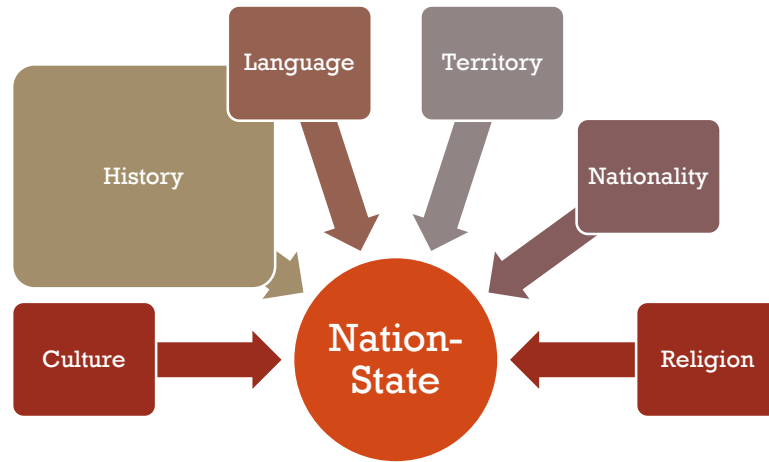 Language
Territory
History
Nationality
Culture
Nation-
State
Religion